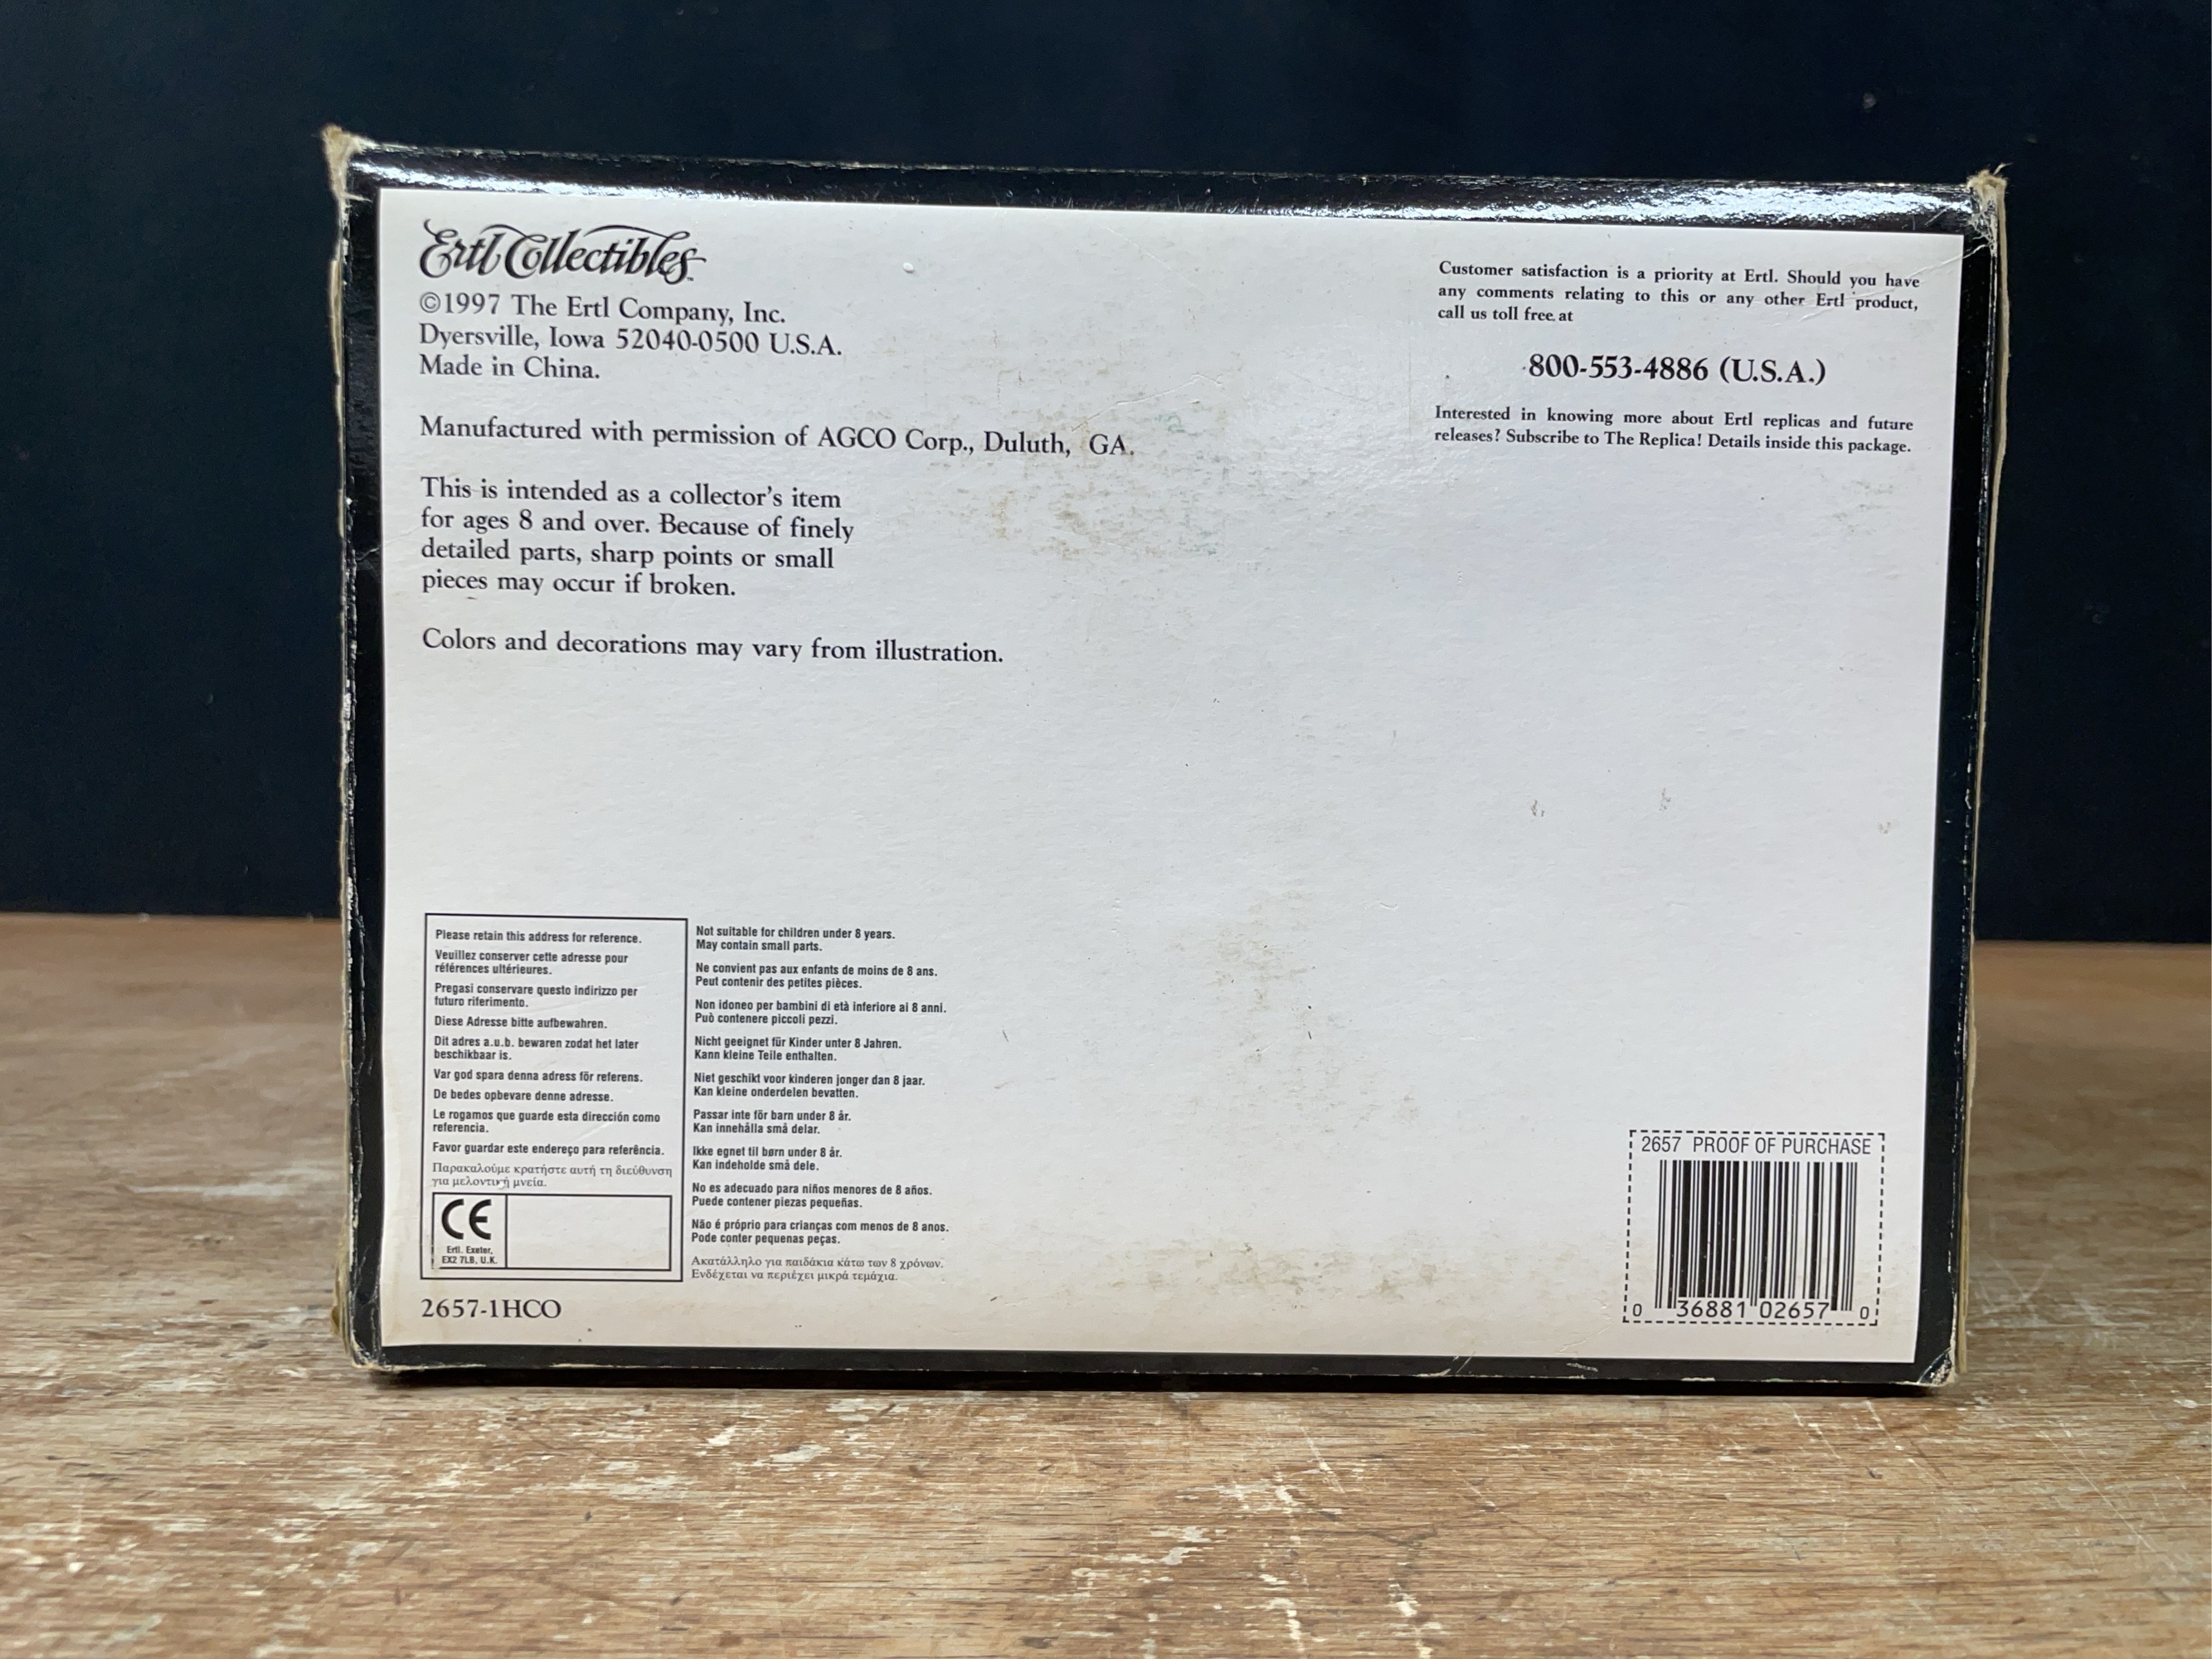 Ertl Collectibles™
©1997 The Ertl Company, Inc.
Dyersville, Iowa 52040-0500 U.S.A.
Made in China.
Manufactured with permission of AGCO Corp., Duluth, GA.
This is intended as a collector's item
for ages 8 and over. Because of finely
detailed parts, sharp points or small
pieces may occur if broken.
Colors and decorations may vary from illustration.
Customer satisfaction is a priority at Ertl. Should you have
any comments relating to this or any other Ertl product,
call us toll free at
800-553-4886 (U.S.A.)
Interested in knowing more about Ertl replicas and future
releases? Subscribe to The Replica! Details inside this package.
Please retain this address for reference.
Veuillez conserver cette adresse pour
références ultérieures.
Pregasi conservare questo indirizzo per
futuro riferimento.
Diese Adresse bitte aufbewahren.
Dit adres a.u.b. bewaren zodat het later
beschikbaar is.
Var god spara denna adress för referens.
De bedes opbevare denne adresse.
Le rogamos que guarde esta dirección como
referencia.
Favor guardar este endereço para referência.
Παρακαλούμε κρατήστε αυτή τη διεύθυνση
για μελοντική μνεία.
CE
Ertl. Exeter,
EX2 7LB, U.K.
Not suitable for children under 8 years.
May contain small parts.
Ne convient pas aux enfants de moins de 8 ans.
Peut contenir des petites pièces.
Non idoneo per bambini di età inferiore ai 8 anni.
Può contenere piccoli pezzi.
Nicht geeignet für Kinder unter 8 Jahren.
Kann kleine Teile enthalten.
Niet geschikt voor kinderen jonger dan 8 jaar.
Kan kleine onderdelen bevatten.
Passar inte för barn under 8 år.
Kan innehålla små delar.
Ikke egnet til børn under 8 år.
Kan indeholde små dele.
No es adecuado para niños menores de 8 años.
Puede contener piezas pequeñas.
Não é próprio para crianças com menos de 8 anos.
Pode conter pequenas peças.
Ακατάλληλο για παιδάκια κάτω των 8 χρόνων.
Ενδέχεται να περιέχει μικρά τεμάχια.
2657-1HCO
2657 PROOF OF PURCHASE
0 36881 02657 0